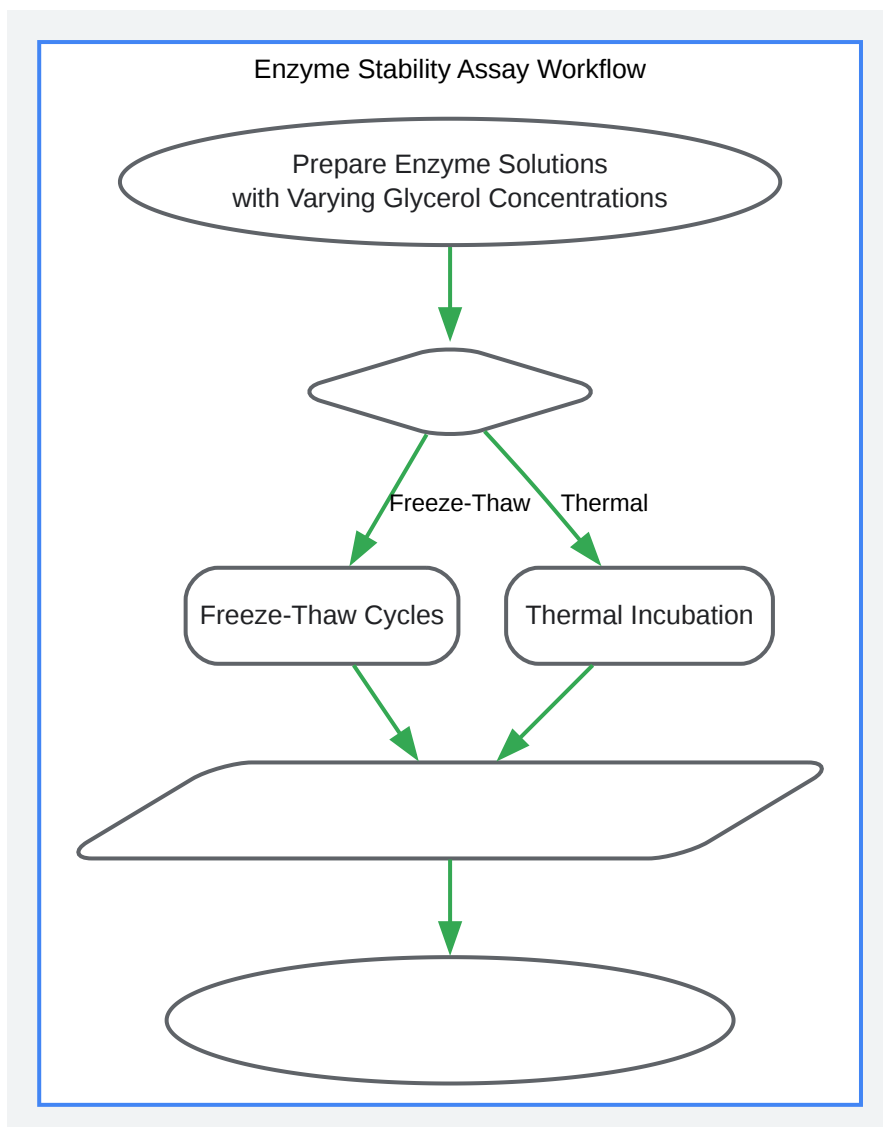 Enzyme Stability Assay Workflow
Prepare Enzyme Solutions
with Varying Glycerol Concentrations
Freeze-Thaw
Thermal
Freeze-Thaw Cycles
Thermal Incubation